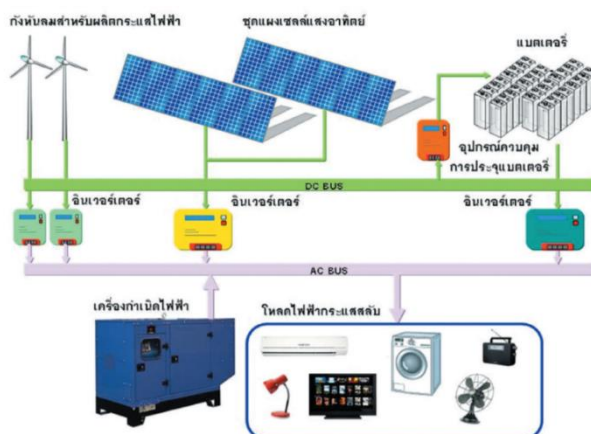 กังหันลมสำหรับผลิตกระแสไฟฟ้า
ชุดแผงเซลล์แสงอาทิตย์
แบตเตอรี่
อุปกรณ์ควบคุม
การประจุแบตเตอรี่
DC BUS
อินเวอร์เตอร์
อินเวอร์เตอร์
อินเวอร์เตอร์
AC BUS
เครื่องกำเนิดไฟฟ้า
โหลดไฟฟ้ากระแสสลับ